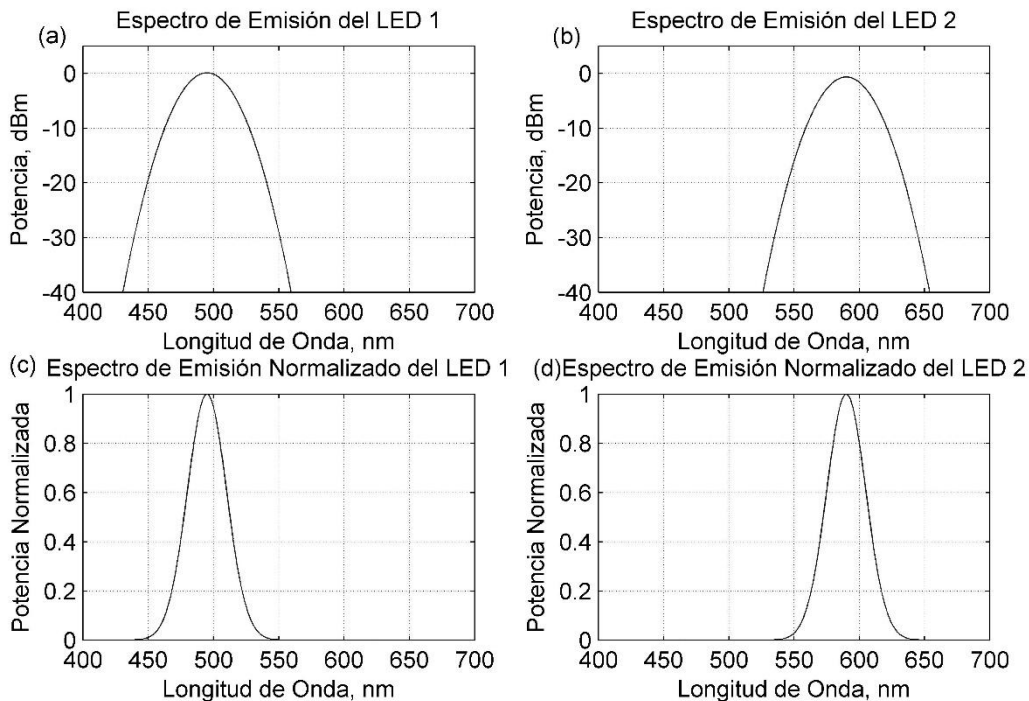 (a) Espectro de Emisión del LED 1
Potencia, dBm
0
-10
-20
-30
-40
400 450 500 550 600 650 700
Longitud de Onda, nm
(b) Espectro de Emisión del LED 2
Potencia, dBm
0
-10
-20
-30
-40
400 450 500 550 600 650 700
Longitud de Onda, nm
(c) Espectro de Emisión Normalizado del LED 1
Potencia Normalizada
1
0.8
0.6
0.4
0.2
0
400 450 500 550 600 650 700
Longitud de Onda, nm
(d)Espectro de Emisión Normalizado del LED 2
Potencia Normalizada
1
0.8
0.6
0.4
0.2
0
400 450 500 550 600 650 700
Longitud de Onda, nm